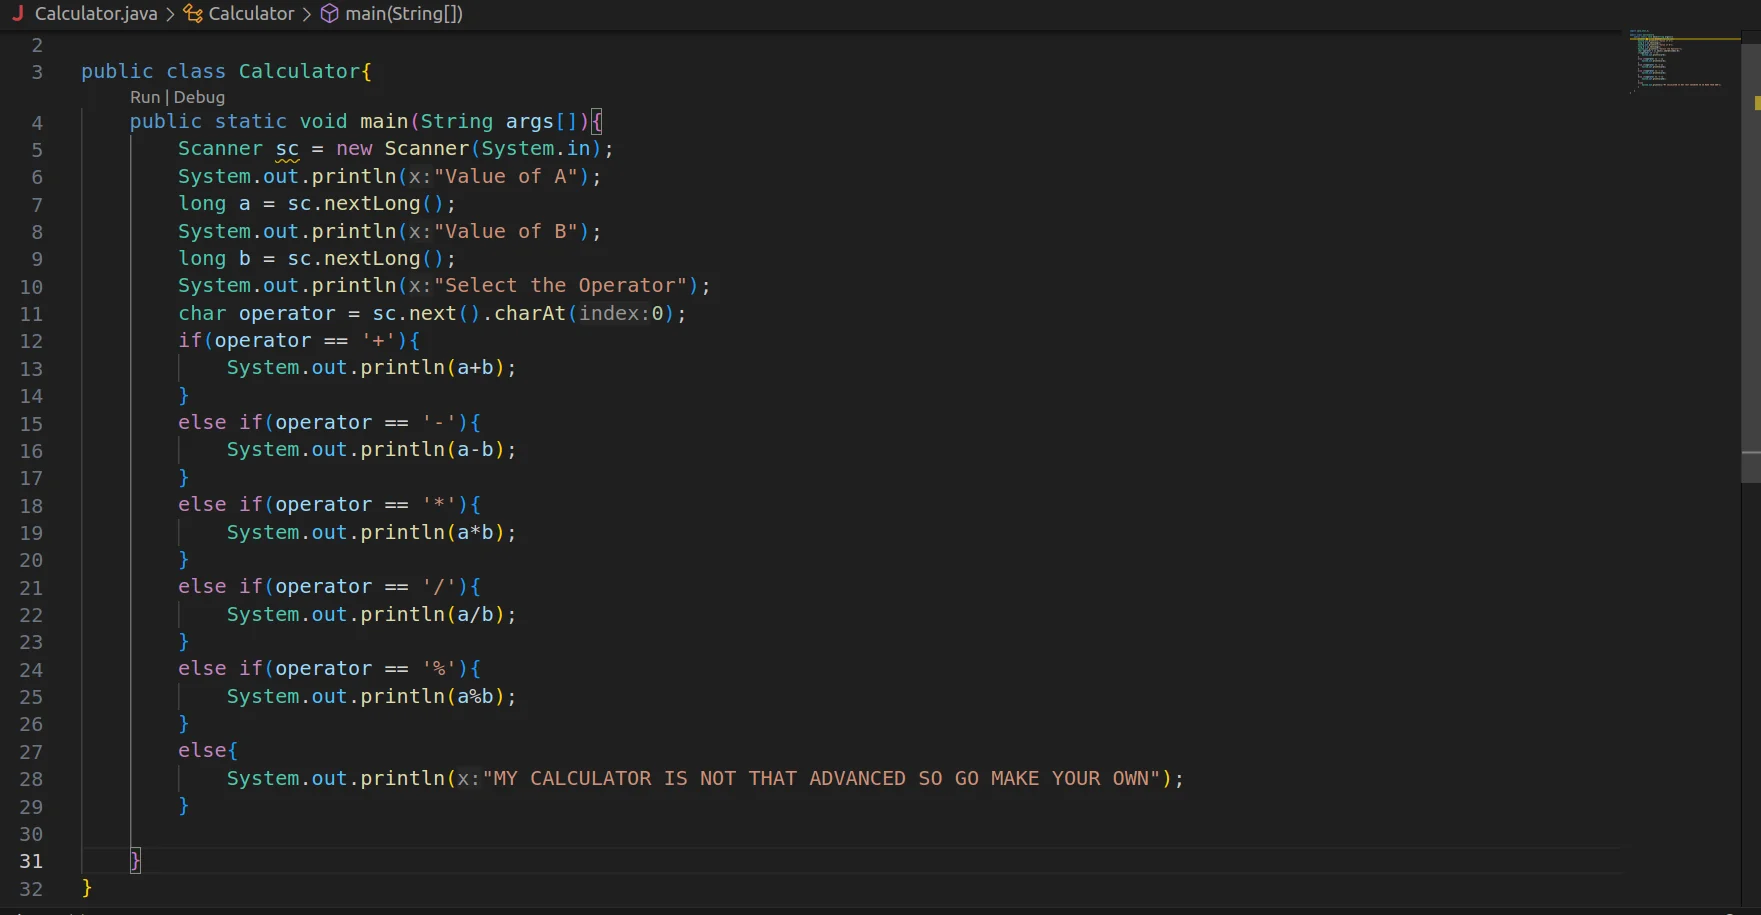 Calculator.java > Calculator > main(String[])
2
3 public class Calculator{
Run | Debug
4 public static void main(String args[]){
5 Scanner sc = new Scanner(System.in);
6 System.out.println(x:"Value of A");
7 long a = sc.nextLong();
8 System.out.println(x:"Value of B");
9 long b = sc.nextLong();
10 System.out.println(x:"Select the Operator");
11 char operator = sc.next().charAt(index:0);
12 if(operator == '+'){
13 System.out.println(a+b);
14 }
15 else if(operator == '-'){
16 System.out.println(a-b);
17 }
18 else if(operator == '*'){
19 System.out.println(a*b);
20 }
21 else if(operator == '/'){
22 System.out.println(a/b);
23 }
24 else if(operator == '%'){
25 System.out.println(a%b);
26 }
27 else{
28 System.out.println(x:"MY CALCULATOR IS NOT THAT ADVANCED SO GO MAKE YOUR OWN");
29 }
30
31 }
32 }